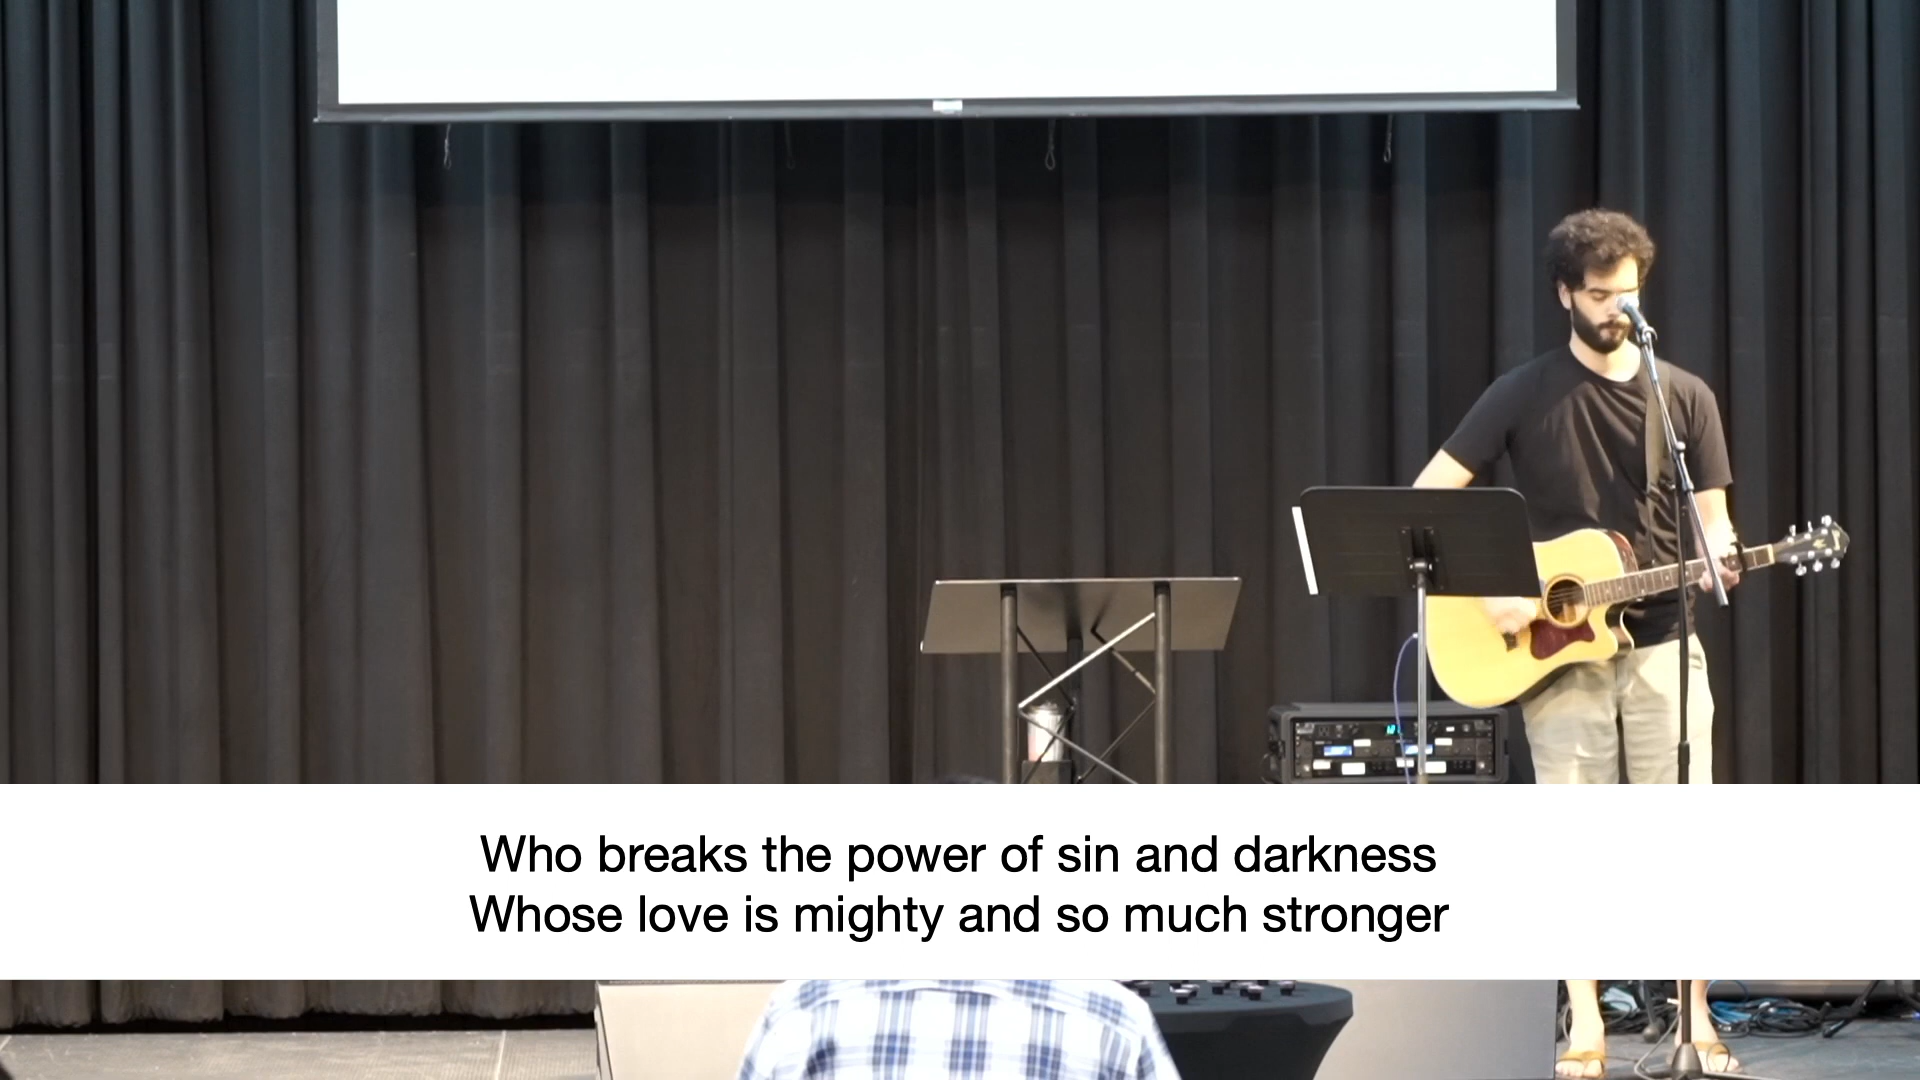 Who breaks the power of sin and darkness
Whose love is mighty and so much stronger